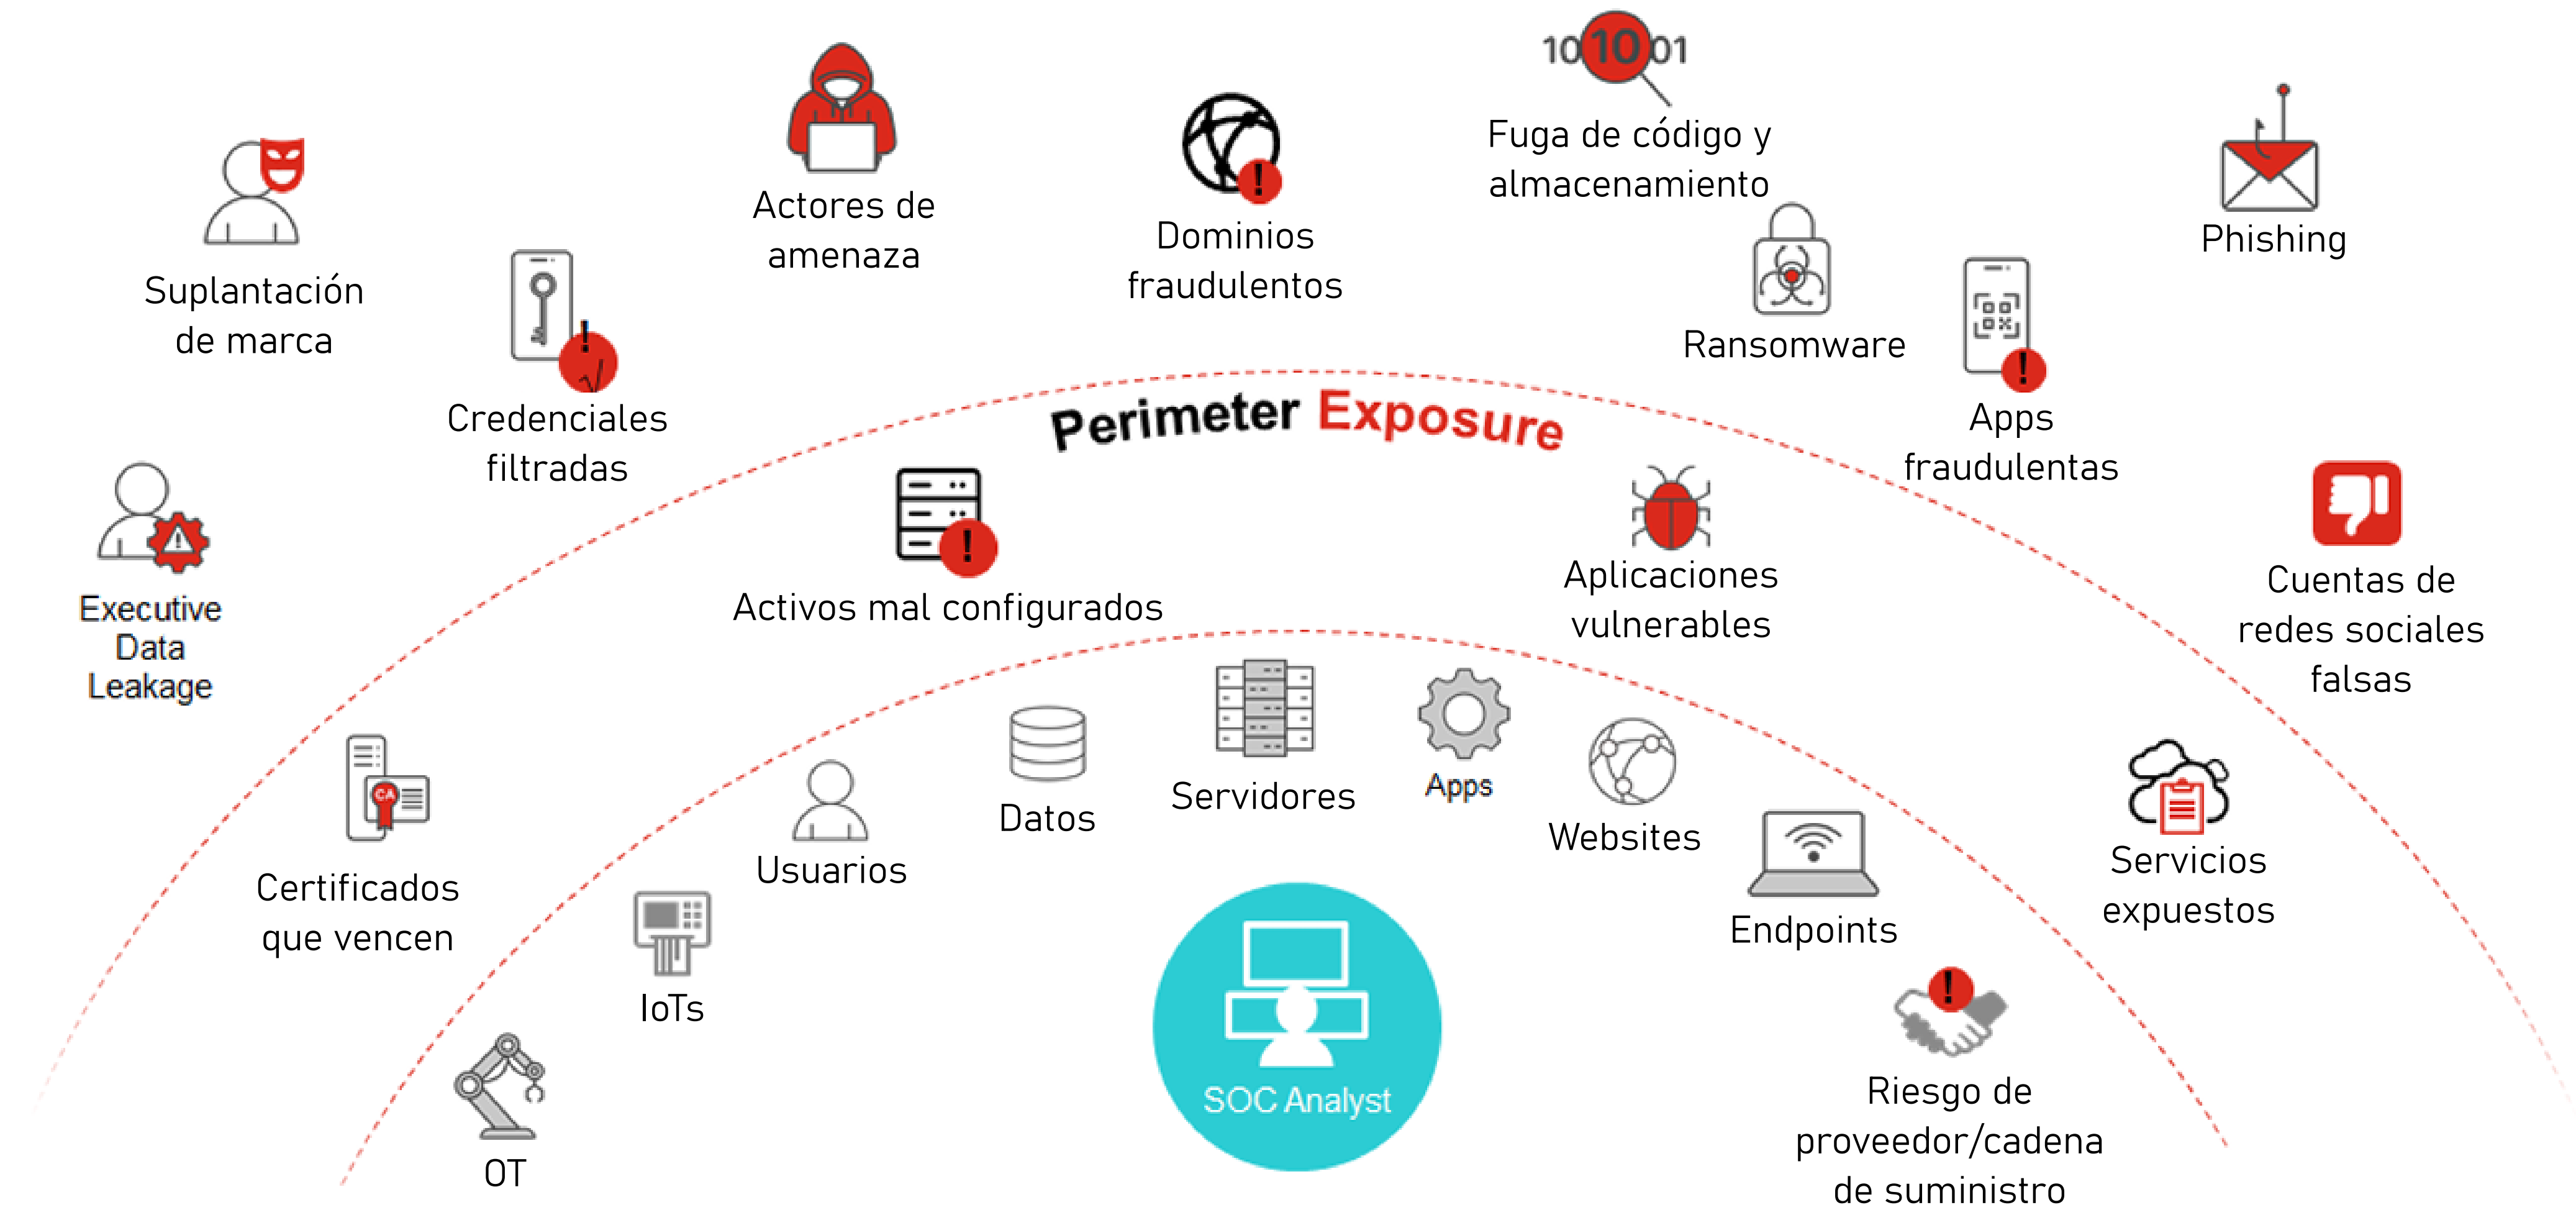 10 10 01
Fuga de código y
almacenamiento
Actores de
amenaza
Dominios
fraudulentos
Phishing
Suplantación
de marca
Ransomware
Credenciales
filtradas
Apps
fraudulentas
Perimeter Exposure
Executive
Data
Leakage
Activos mal configurados
Aplicaciones
vulnerables
Cuentas de
redes sociales
falsas
CA
Certificados
que vencen
Usuarios
Datos
Servidores
Apps
Websites
Endpoints
Servicios
expuestos
IoTs
OT
SOC Analyst
Riesgo de
proveedor/cadena
de suministro